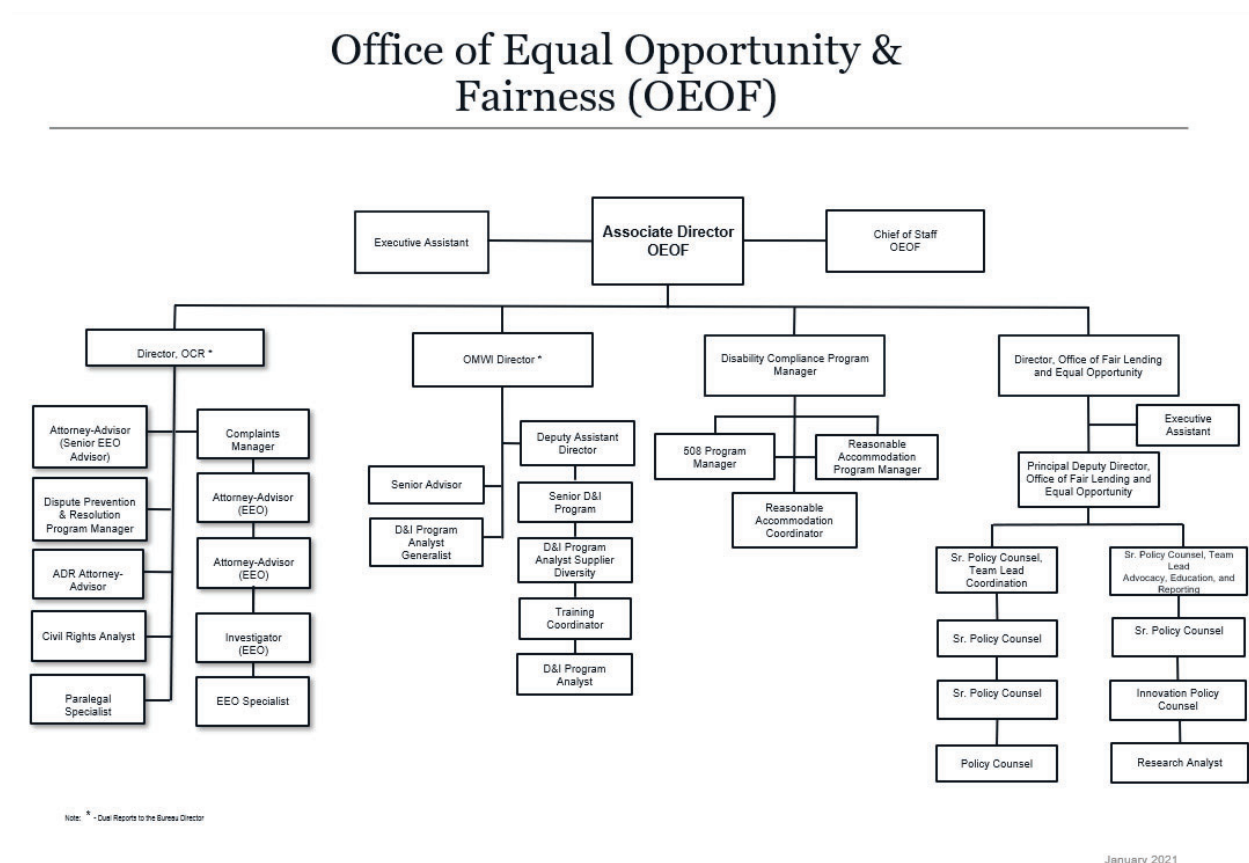 Office of Equal Opportunity &
Fairness (OEOF)
Executive Assistant
Associate Director
OEOF
Chief of Staff
OEOF
Director, OCR *
OMWI Director *
Disability Compliance Program
Manager
Director, Office of Fair Lending
and Equal Opportunity
Attorney-Advisor
(Senior EEO
Advisor)
Dispute Prevention
& Resolution
Program Manager
ADR Attorney-
Advisor
Civil Rights Analyst
Paralegal
Specialist
Complaints
Manager
Attorney-Advisor
(EEO)
Attorney-Advisor
(EEO)
Investigator
(EEO)
EEO Specialist
Senior Advisor
D&I Program
Analyst
Generalist
Deputy Assistant
Director
Senior D&I
Program
D&I Program
Analyst Supplier
Diversity
Training
Coordinator
D&I Program
Analyst
508 Program
Manager
Reasonable
Accommodation
Program Manager
Reasonable
Accommodation
Coordinator
Executive
Assistant
Principal Deputy Director,
Office of Fair Lending and
Equal Opportunity
Sr. Policy Counsel,
Team Lead
Coordination
Sr. Policy Counsel
Sr. Policy Counsel
Policy Counsel
Sr. Policy Counsel, Team
Lead
Advocacy, Education, and
Reporting
Sr. Policy Counsel
Innovation Policy
Counsel
Research Analyst
Note: * - Dual Reports to the Bureau Director
January 2021